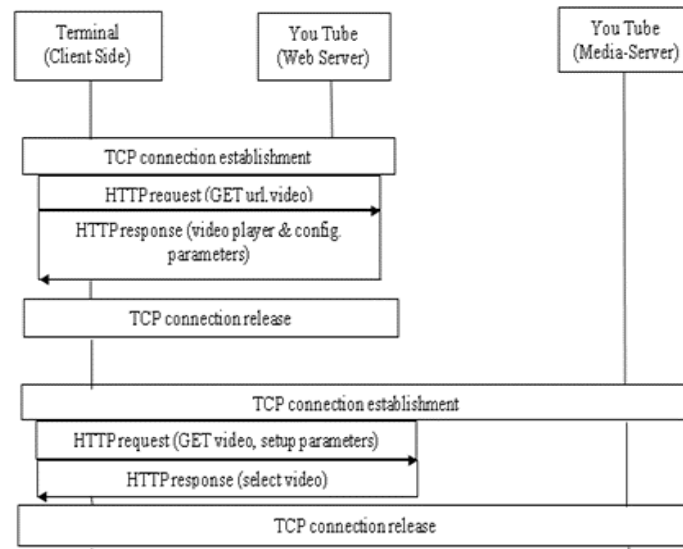 Terminal
(Client Side)
You Tube
(Web Server)
You Tube
(Media-Server)
TCP connection establishment
HTTP request (GET url.video)
HTTP response (video player & config.
parameters)
TCP connection release
TCP connection establishment
HTTP request (GET video, setup parameters)
HTTP response (select video)
TCP connection release